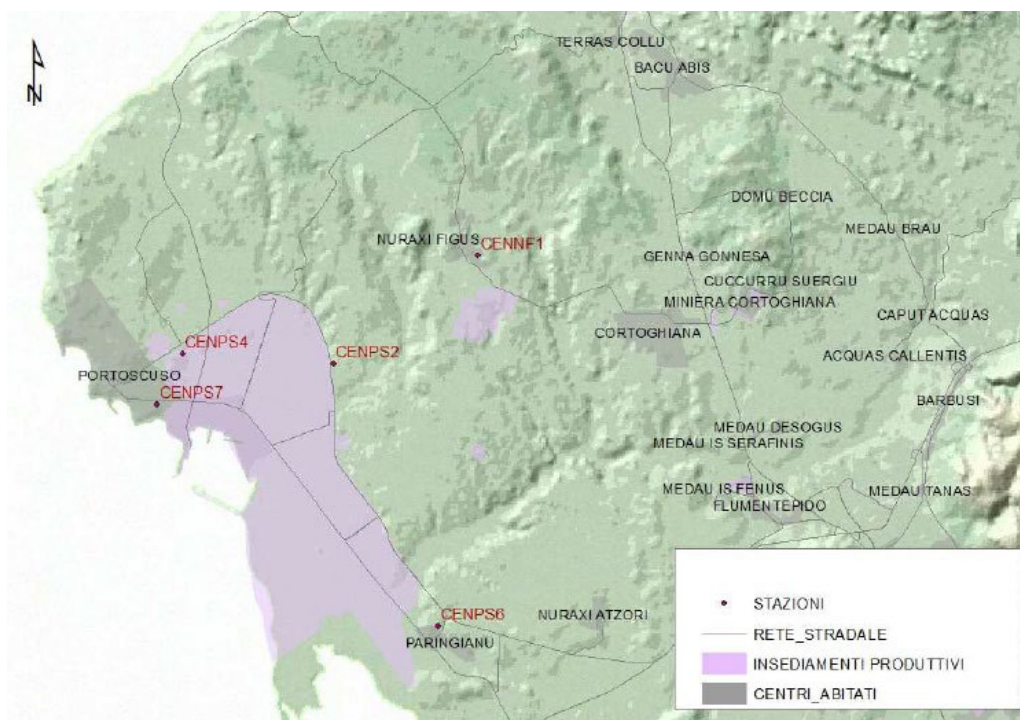 TERRAS COLLU
BACU ABIS
DOMU BECCIA
MEDAU BRAU
NURAXI FIGUS
CENNF1
GENNA GONNESA
CUCCURRU SUERGIU
MINIERA CORTOGHIANA
CAPUT ACQUAS
CORTOGHIANA
CENPS4
CENPS2
ACQUAS CALLENTIS
PORTOSCUSO
CENPS7
BARBUSI
MEDAU DESOGUS
MEDAU IS SERAFINIS
MEDAU IS FENUS
MEDAU TANAS
FLUMENTEPIDO
CENPS6
NURAXI ATZORI
PARINGIANU
N
STAZIONI
RETE_STRADALE
INSEDIAMENTI PRODUTTIVI
CENTRI_ABITATI